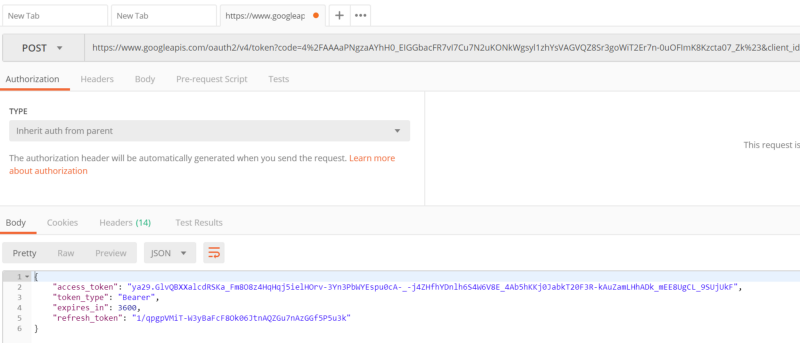 New Tab New Tab https://www.googleap
POST https://www.googleapis.com/oauth2/v4/token?code=4%2FAAAaPNgzaAYhH0_EIGGbacFR7vI7Cu7N2uKONkWgsyl1zhYsVAGVQZ8Sr3goWiT2Er7n-0uOFImK8Kzcta07_Zk%23&client_id
Authorization Headers Body Pre-request Script Tests
TYPE
Inherit auth from parent
This request is
The authorization header will be automatically generated when you send the request. Learn more
about authorization
Body Cookies Headers (14) Test Results
Pretty Raw Preview JSON
1 {
2 "access_token": "ya29.GlvQBXXalcdRSKa_Fm8O8z4HqHqj5ielHOrv-3Yn3PbWYEspu0cA-_-j4ZHfhYDnlh6S4W6V8E_4Ab5hKKj0JabkT20F3R-kAuZamLHhADk_mEE8UgCL_9SUjUkF",
3 "token_type": "Bearer",
4 "expires_in": 3600,
5 "refresh_token": "1/qpgpVMiT-W3yBaFcF8Ok06JtnAQZGu7nAzGGf5P5u3k"
6 }